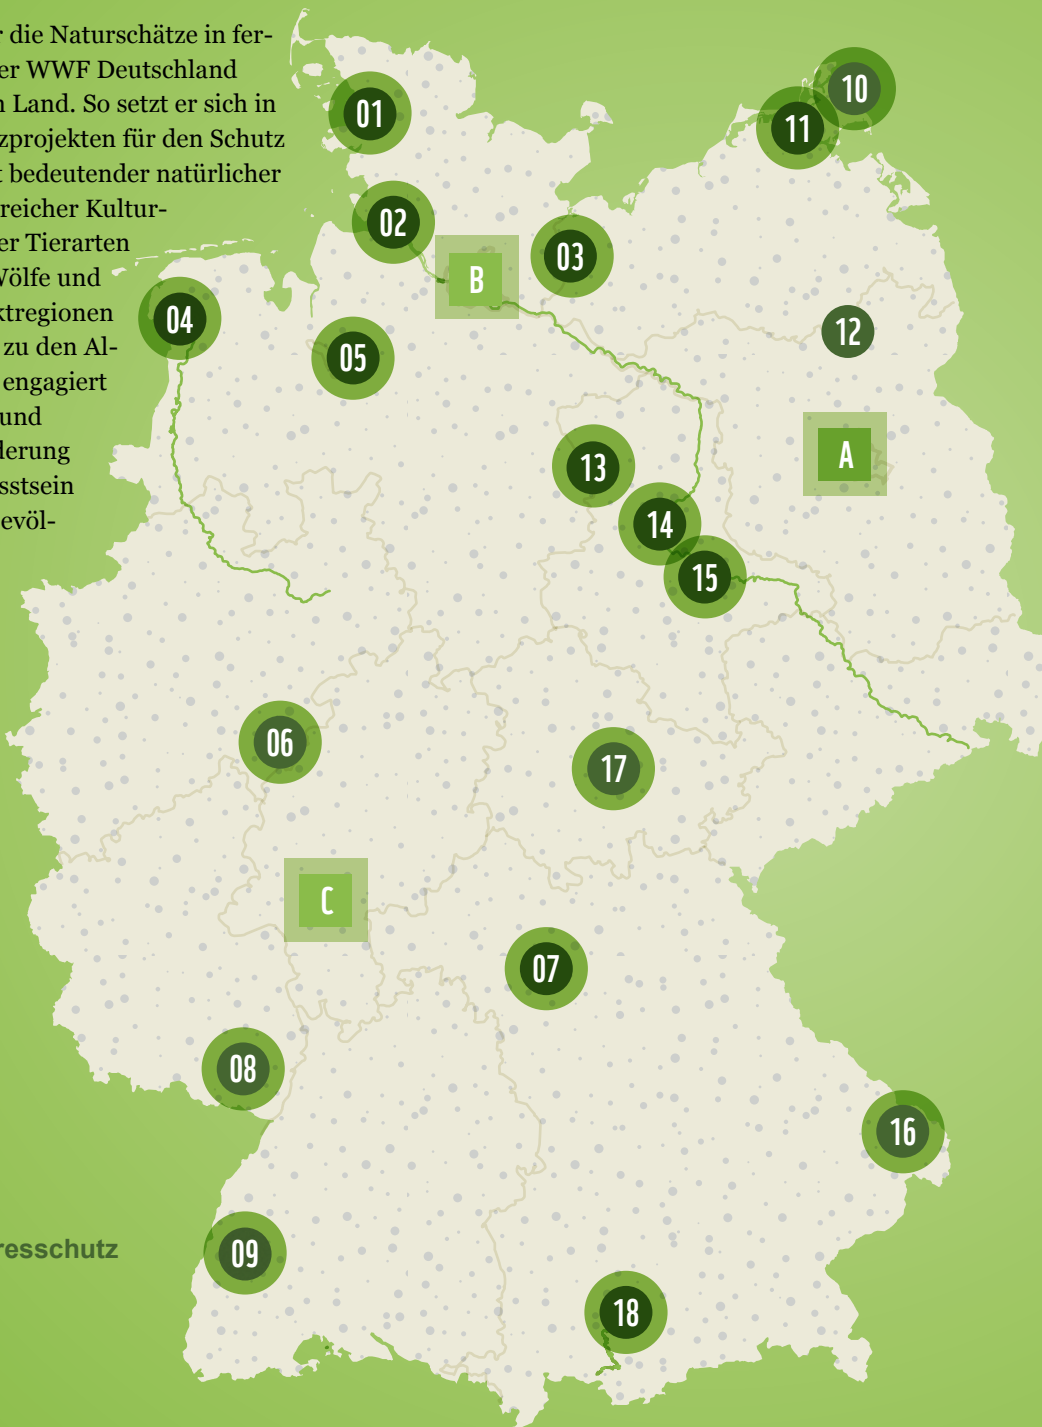 r die Naturschätze in fer-
er WWF Deutschland
n Land. So setzt er sich in
zprojekten für den Schutz
t bedeutender natürlicher
reicher Kultur-
er Tierarten
Wölfe und
ktregionen
zu den Al-
engagiert
und
derung
sstsein
evöl-
10
01
11
02
03
B
04
12
05
A
13
14
15
06
17
C
07
08
16
resschutz
09
18